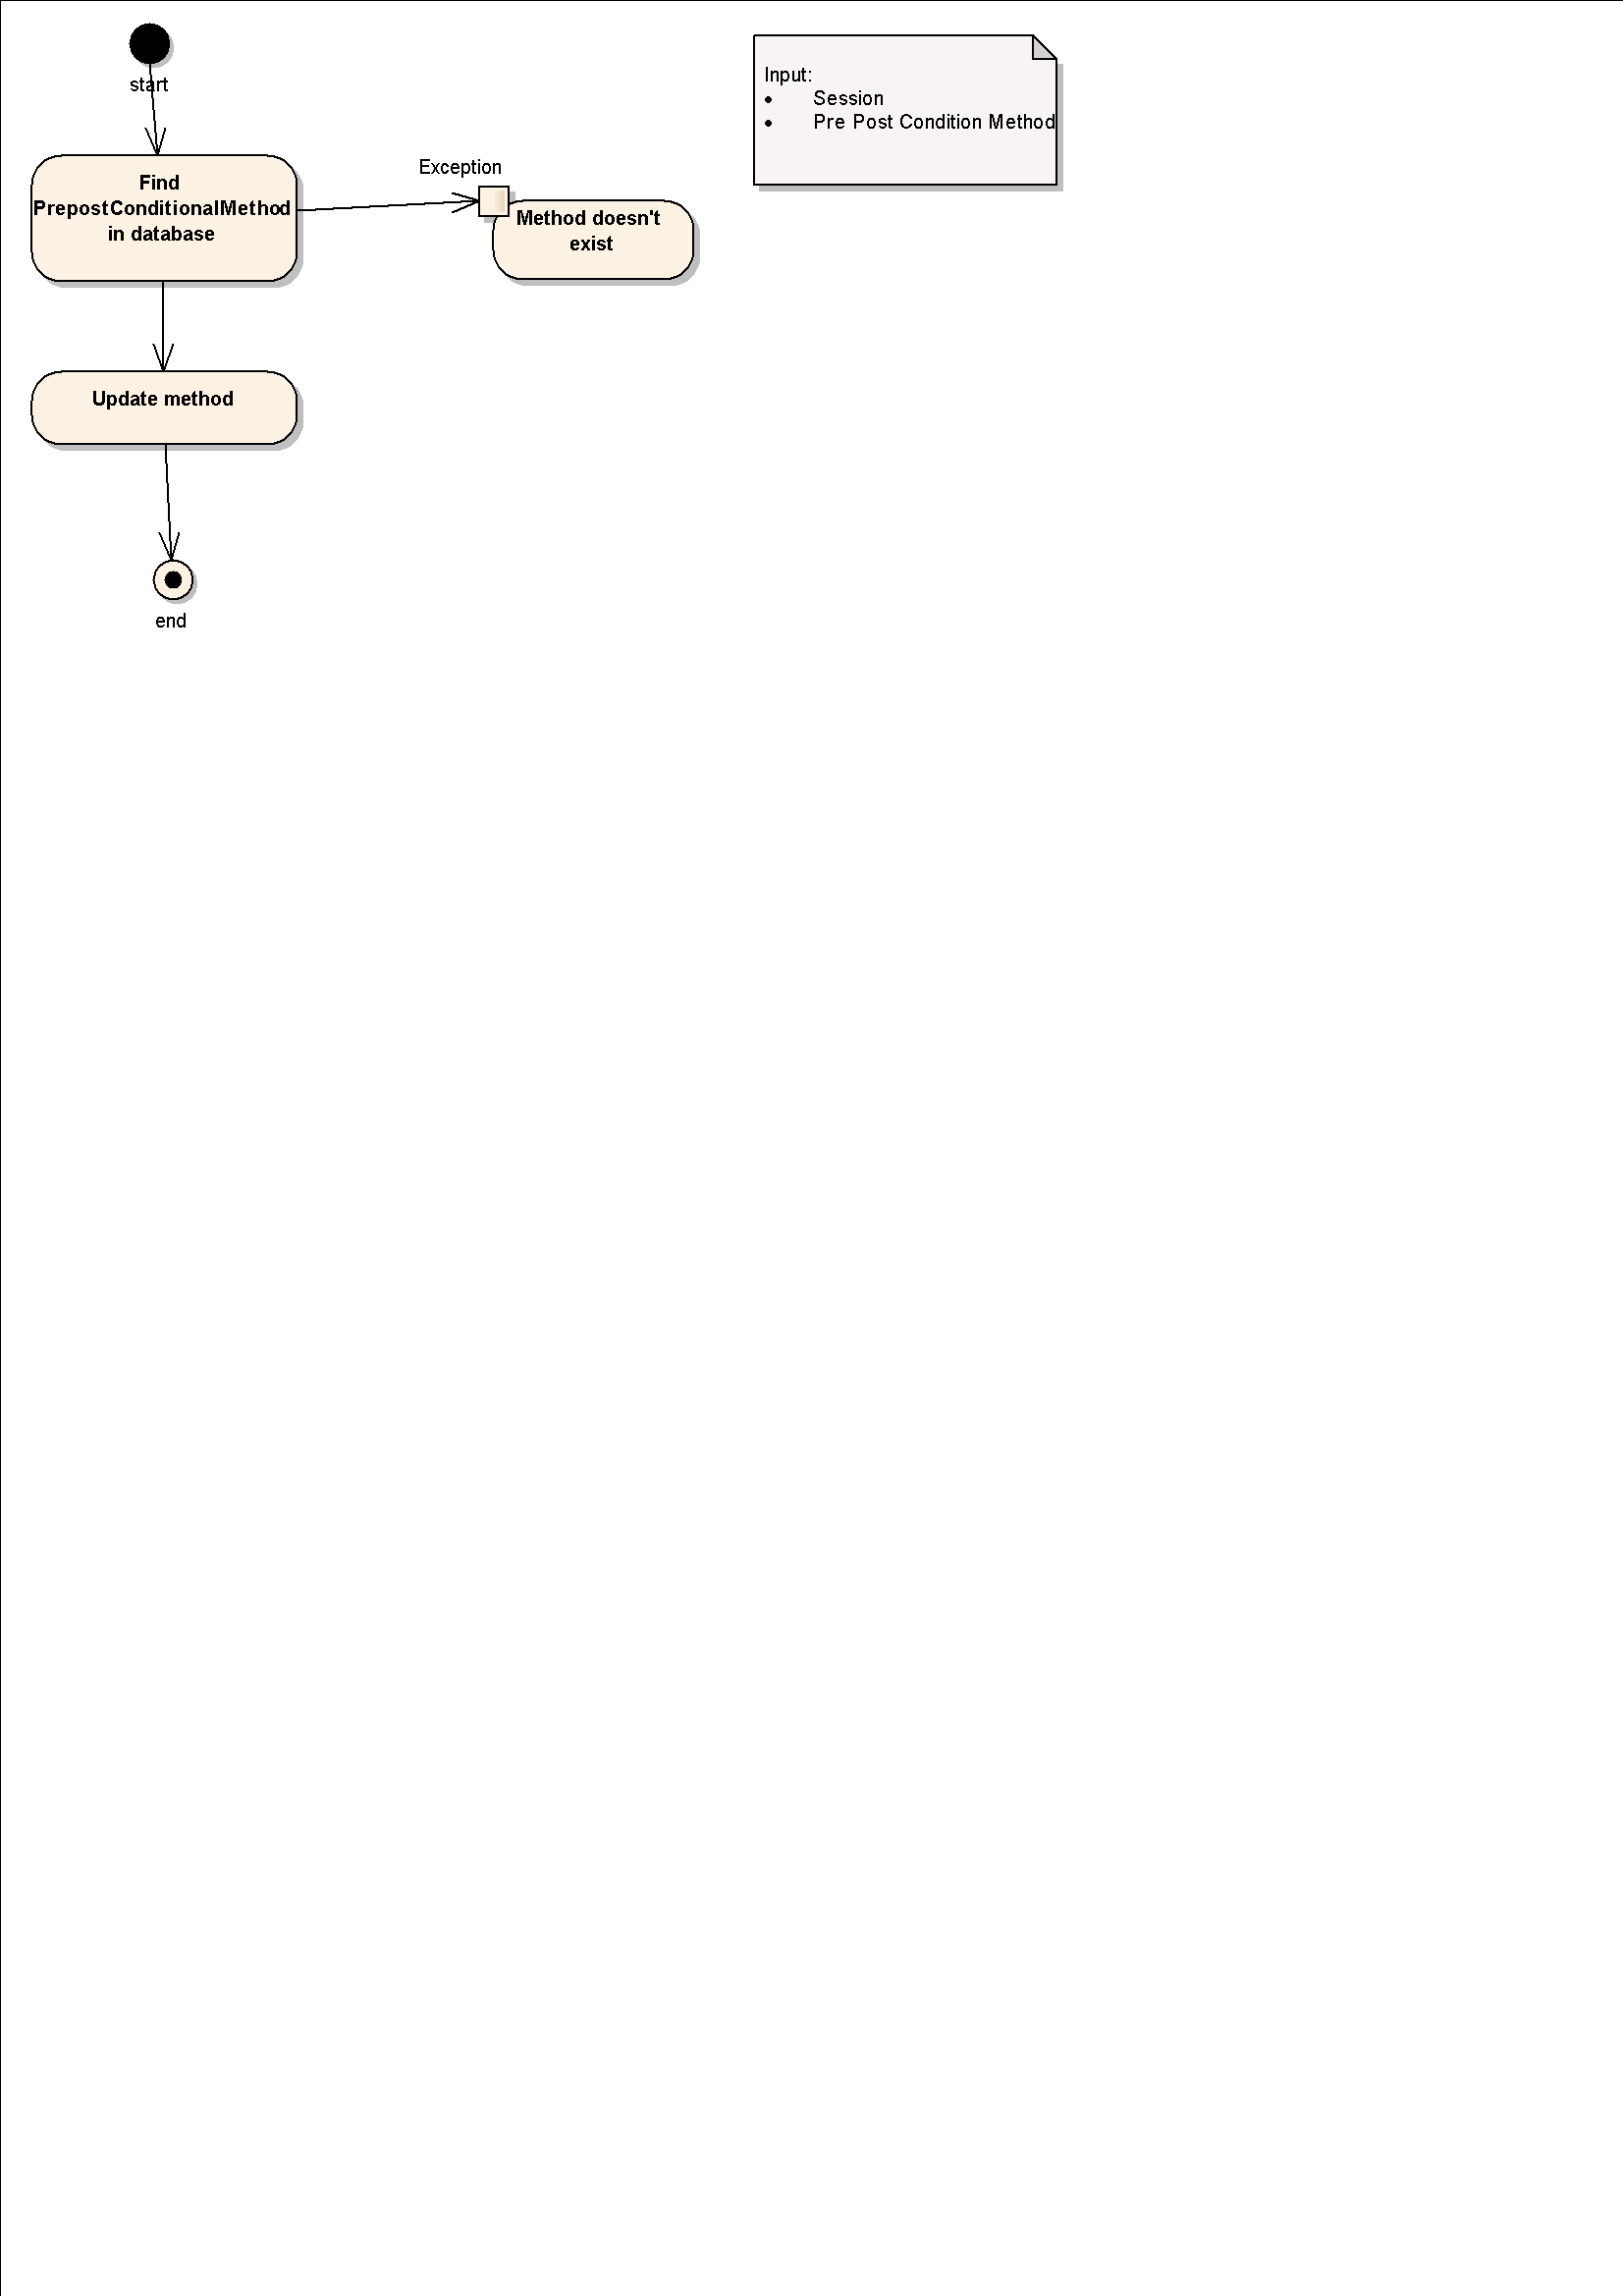 start
Find
PrepostConditionalMethod
in database
Exception
Method doesn't
exist
Input:
• Session
• Pre Post Condition Method
Update method
end